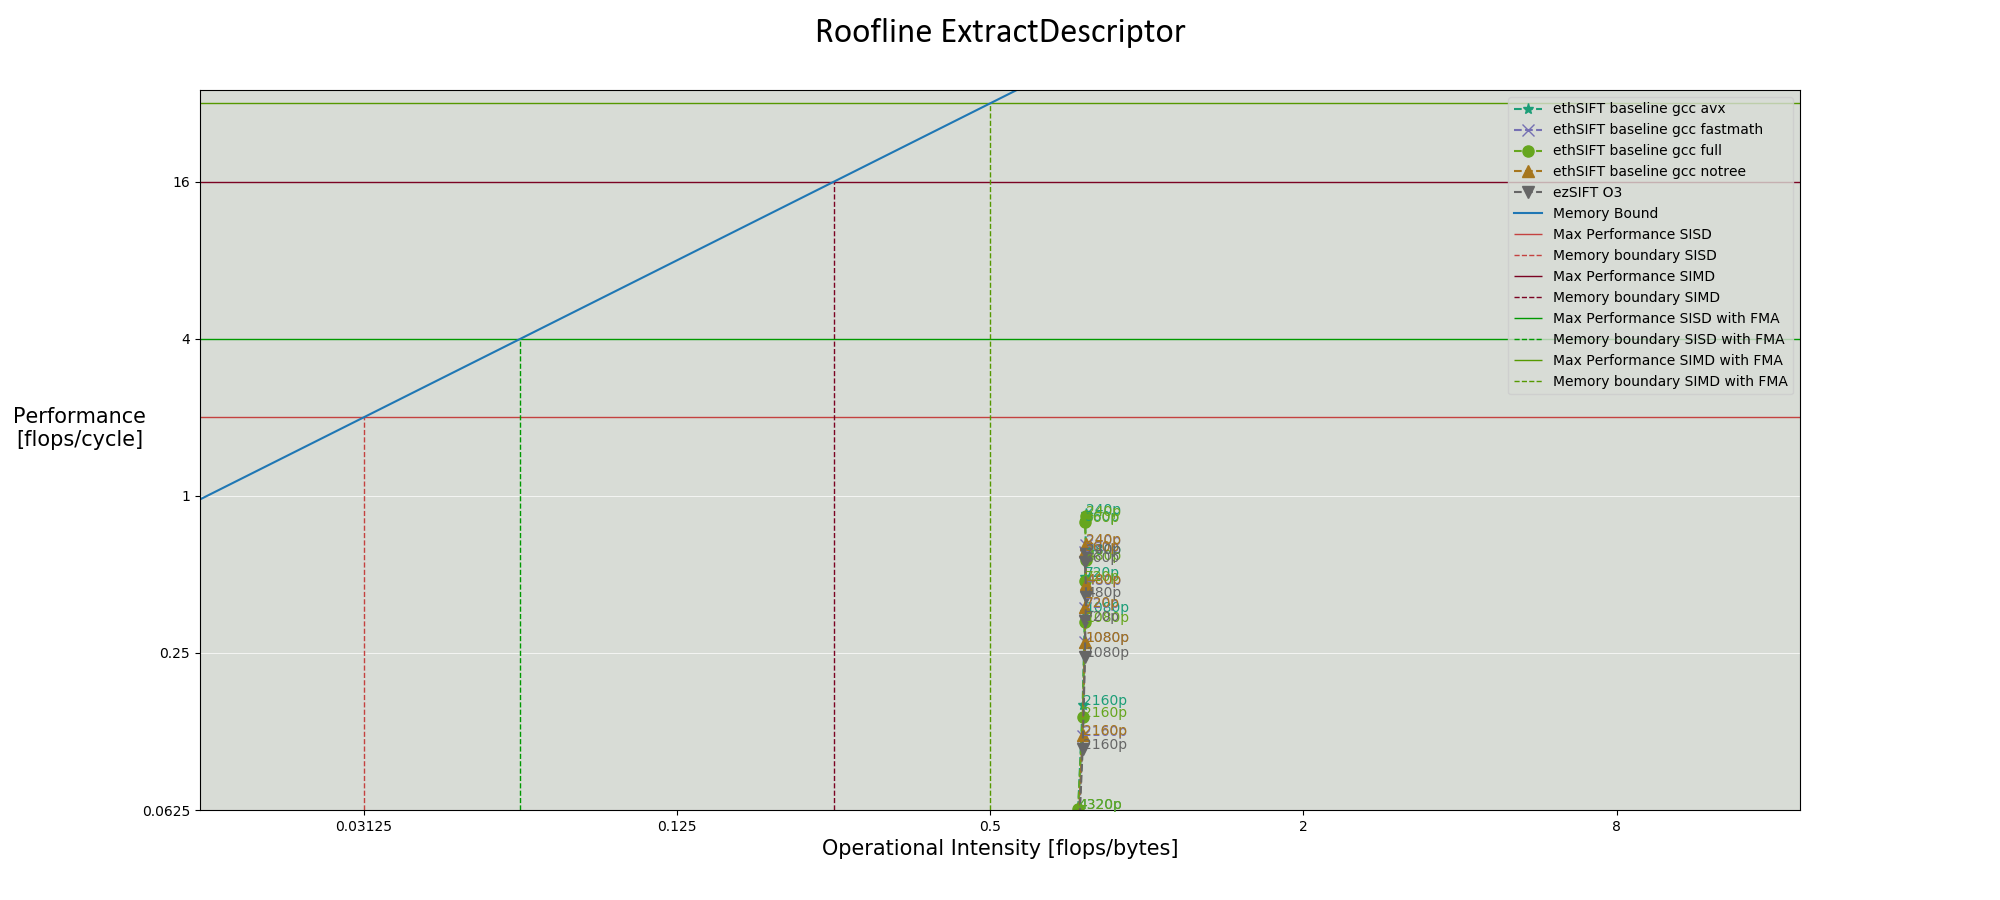 Roofline ExtractDescriptor
ethSIFT baseline gcc avx
ethSIFT baseline gcc fastmath
ethSIFT baseline gcc full
ethSIFT baseline gcc notree
ezSIFT O3
Memory Bound
Max Performance SISD
Memory boundary SISD
Max Performance SIMD
Memory boundary SIMD
Max Performance SISD with FMA
Memory boundary SISD with FMA
Max Performance SIMD with FMA
Memory boundary SIMD with FMA
16
4
1
0.25
0.0625
Performance
[flops/cycle]
240p
240p
480p
720p
1080p
1080p
1080p
2160p
2160p
2160p
2160p
4320p
0.03125
0.125
0.5
2
8
Operational Intensity [flops/bytes]